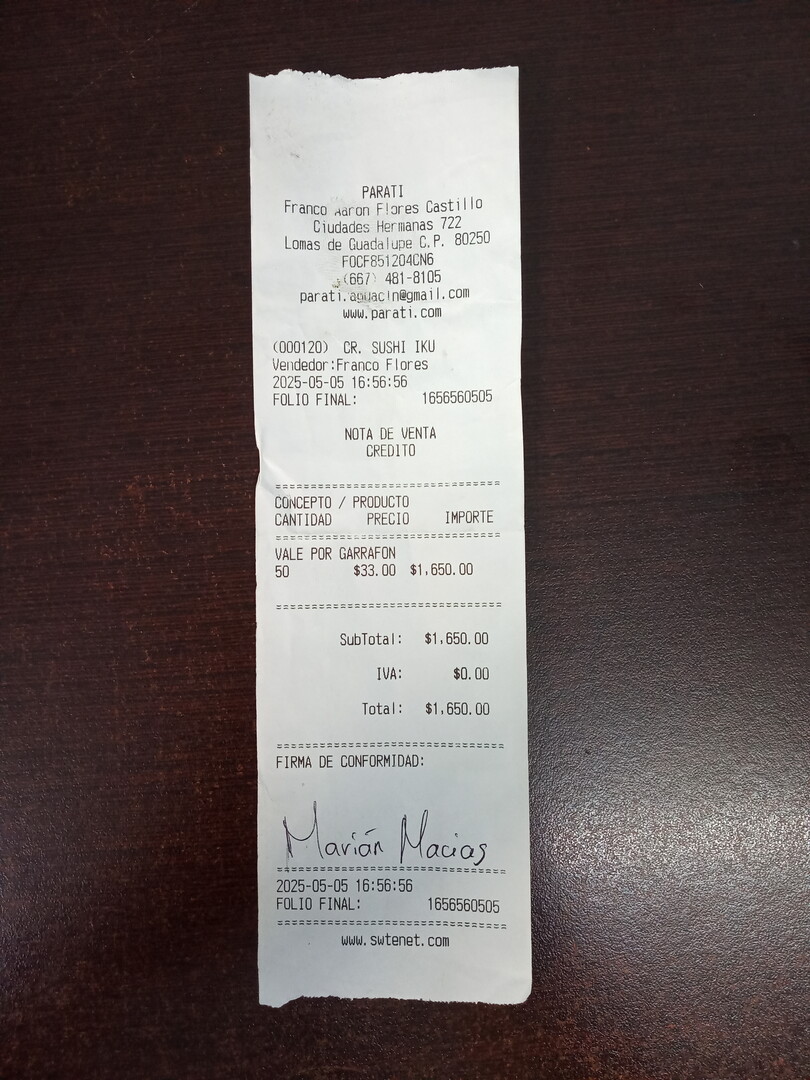 PARATI
Franco Aaron Flores Castillo
Ciudades Hermanas 722
Lomas de Guadalupe C.P. 80250
FOCF851204CN6
(667) 481-8105
www.parati.com
(000120) CR. SUSHI IKU
Vendedor:Franco Flores
2025-05-05 16:56:56
FOLIO FINAL: 1656560505
NOTA DE VENTA
CREDITO
==================================
CONCEPTO / PRODUCTO
CANTIDAD PRECIO IMPORTE
==================================
VALE POR GARRAFON
50 $33.00 $1,650.00
==================================
SubTotal: $1,650.00
IVA: $0.00
Total: $1,650.00
==================================
FIRMA DE CONFORMIDAD:
Marián Macias
==================================
2025-05-05 16:56:56
FOLIO FINAL: 1656560505
==================================
www.swtenet.com